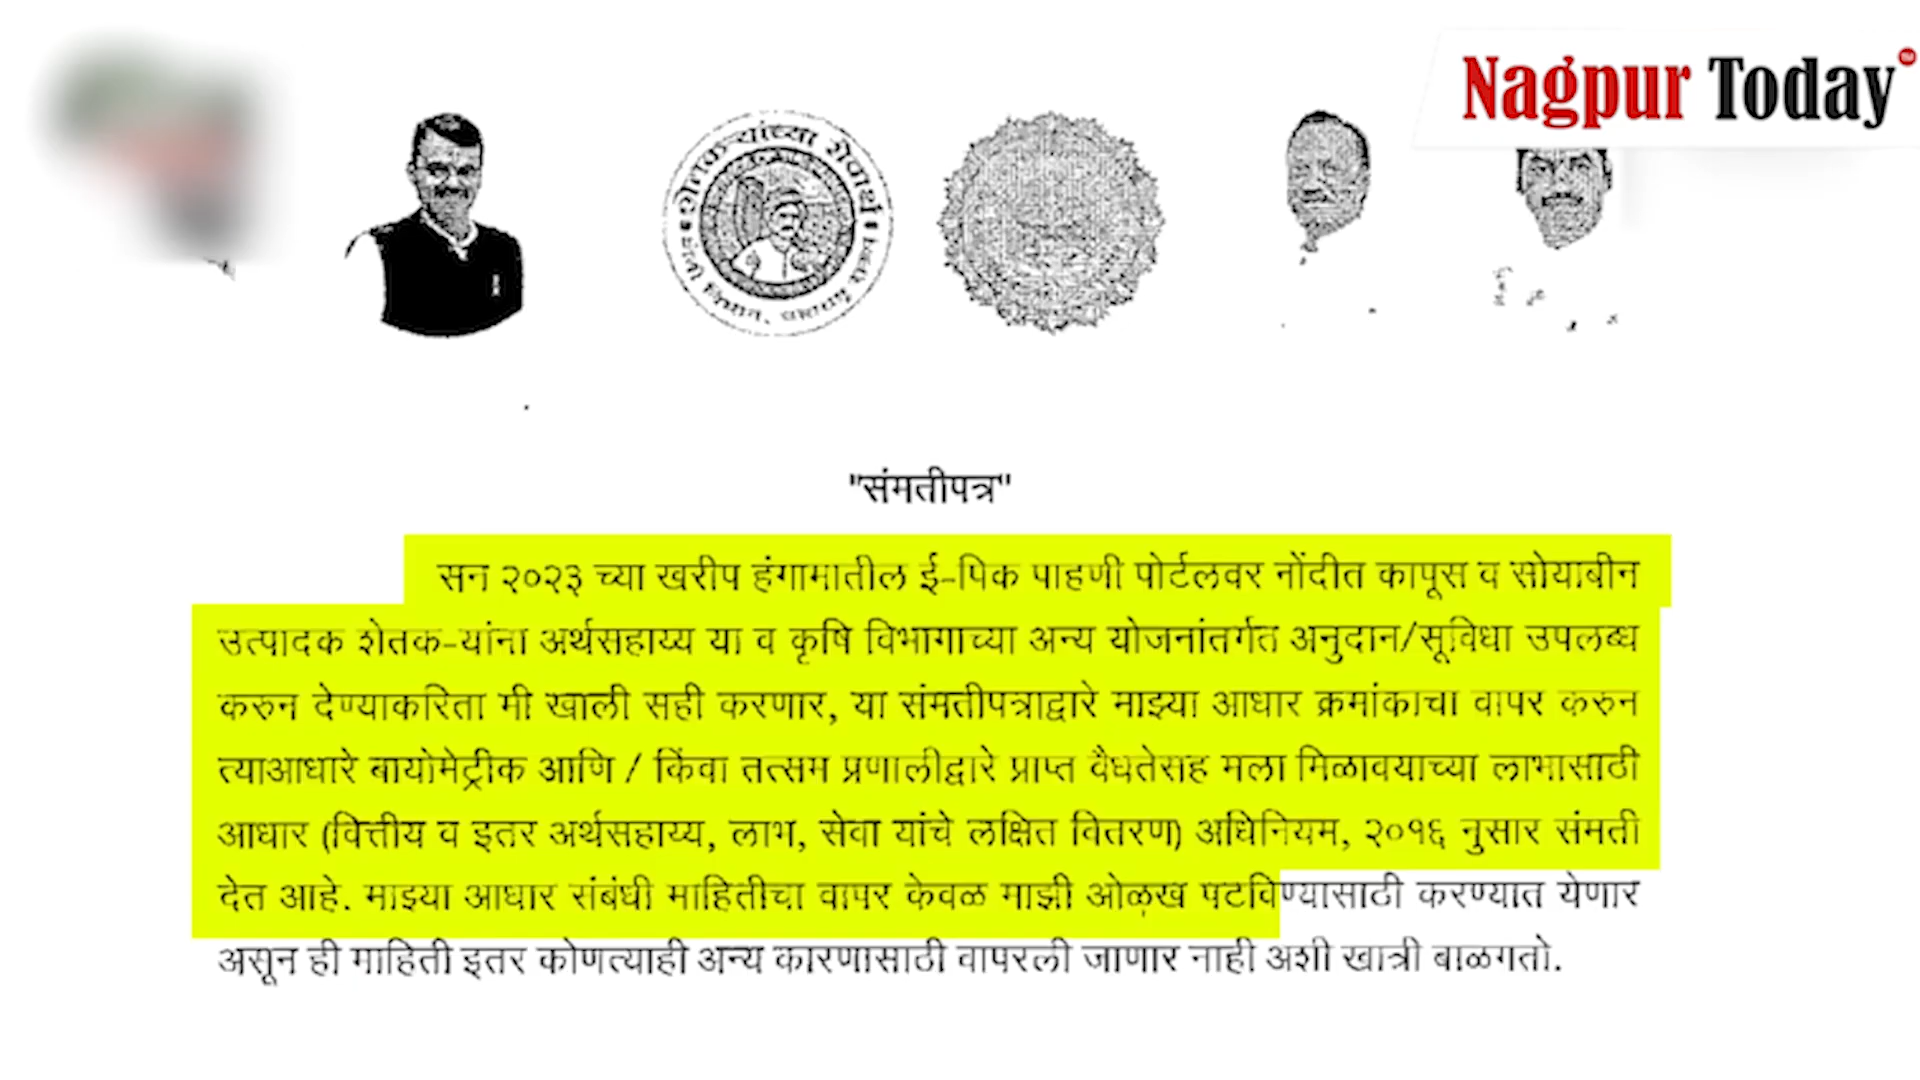 Nagpur Today
शेतकऱ्यांच्या सेवार्थ
"संमतीपत्र"
सन २०२३ च्या खरीप हंगामातील ई-पिक पाहणी पोर्टलवर नोंदीत कापूस व सोयाबीन
उत्पादक शेतक-यांना अर्थसहाय्य या व कृषि विभागाच्या अन्य योजनांतर्गत अनुदान/सूविधा उपलब्ध
करुन देण्याकरिता मी खाली सही करणार, या संमतीपत्राद्वारे माझ्या आधार क्रमांकाचा वापर करुन
त्याआधारे बायोमेट्रीक आणि / किंवा तत्सम प्रणालीद्वारे प्राप्त वैधतेसह मला मिळावयाच्या लाभासाठी
आधार (वित्तीय व इतर अर्थसहाय्य, लाभ, सेवा यांचे लक्षित वितरण) अधिनियम, २०१६ नुसार संमती
देत आहे. माझ्या आधार संबंधी माहितीचा वापर केवळ माझी ओळख पटविण्यासाठी करण्यात येणार
असून ही माहिती इतर कोणत्याही अन्य कारणासाठी वापरली जाणार नाही अशी खात्री बाळगतो.